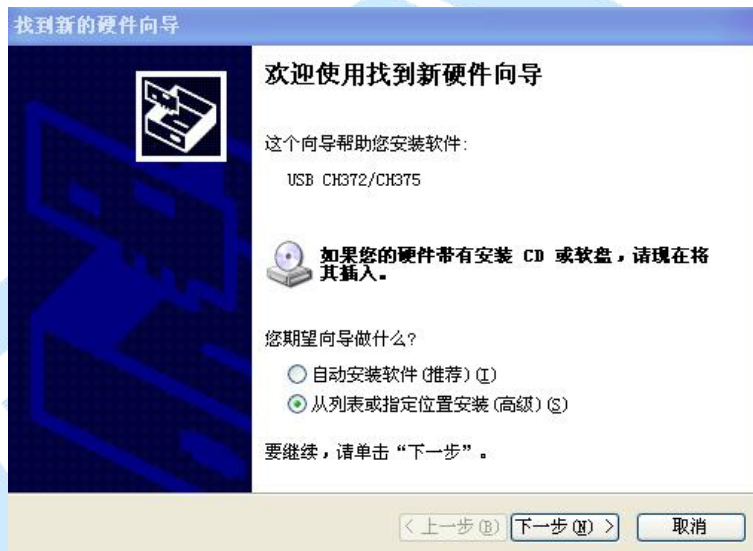 找到新的硬件向导
欢迎使用找到新硬件向导
这个向导帮助您安装软件:
USB CH372/CH375
如果您的硬件带有安装 CD 或软盘，请现在将
其插入。
您期望向导做什么?
自动安装软件(推荐)(I)
从列表或指定位置安装(高级)(S)
要继续，请单击“下一步”。
< 上一步(B) 下一步(N) > 取消